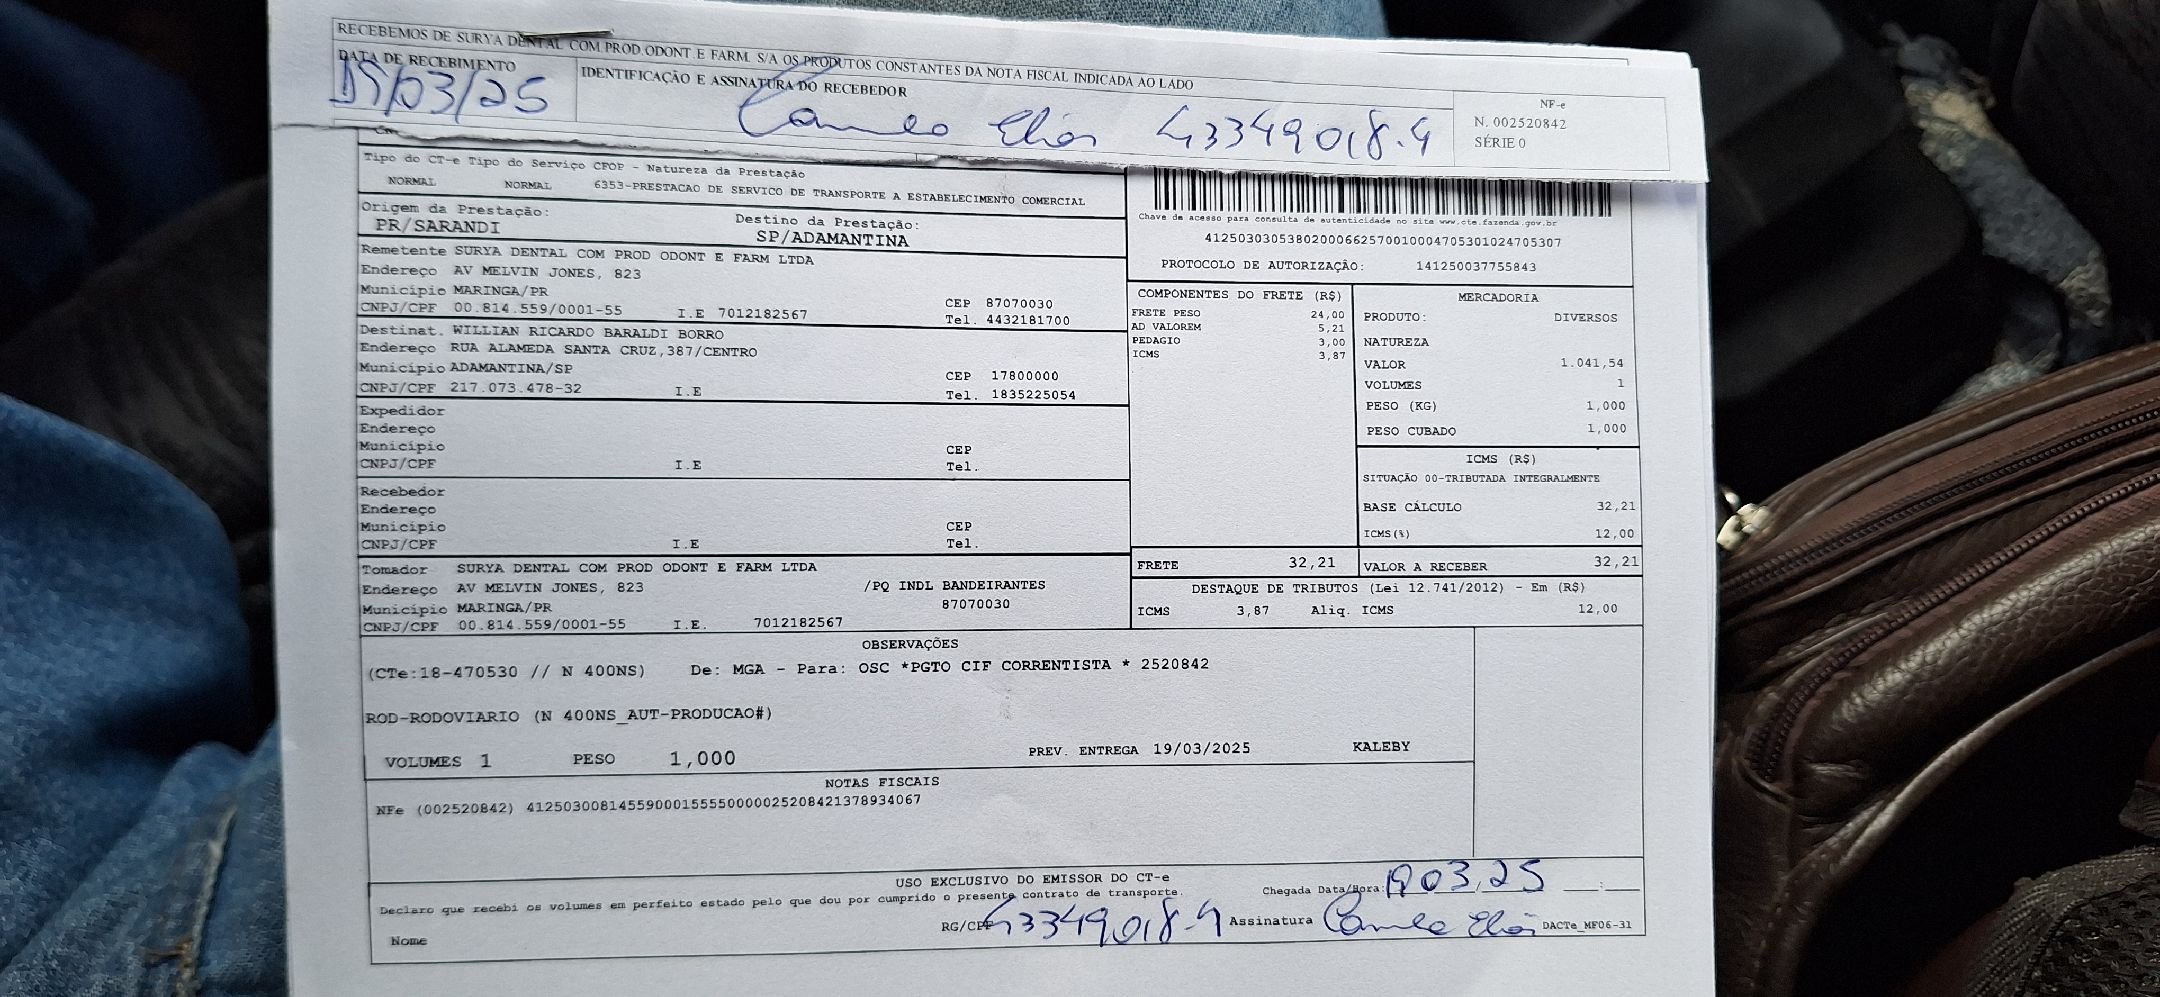 RECEBEMOS DE SURYA DENTAL COM.PROD.ODONT.E FARM. S/A OS PRODUTOS CONSTANTES DA NOTA FISCAL INDICADA AO LADO
DATA DE RECEBIMENTO
/03/25
IDENTIFICAÇÃO E ASSINATURA DO RECEBEDOR
43349018.4
NF-e
N. 002520842
SÉRIE 0
Tipo do CT-e Tipo do Serviço CFOP - Natureza da Prestação
NORMAL NORMAL 6353-PRESTACAO DE SERVICO DE TRANSPORTE A ESTABELECIMENTO COMERCIAL
Origem da Prestação: Destino da Prestação:
PR/SARANDI SP/ADAMANTINA
Remetente SURYA DENTAL COM PROD ODONT E FARM LTDA
Endereço AV MELVIN JONES, 823
Município MARINGA/PR CEP 87070030
CNPJ/CPF 00.814.559/0001-55 I.E 7012182567 Tel. 4432181700
Destinat. WILLIAN RICARDO BARALDI BORRO
Endereço RUA ALAMEDA SANTA CRUZ,387/CENTRO
Município ADAMANTINA/SP CEP 17800000
CNPJ/CPF 217.073.478-32 I.E Tel. 1835225054
Expedidor
Endereço
Município CEP
CNPJ/CPF I.E Tel.
Recebedor
Endereço
Município CEP
CNPJ/CPF I.E Tel.
Tomador SURYA DENTAL COM PROD ODONT E FARM LTDA
Endereço AV MELVIN JONES, 823 /PQ INDL BANDEIRANTES
Município MARINGA/PR 87070030
CNPJ/CPF 00.814.559/0001-55 I.E. 7012182567
Chave de acesso para consulta de autenticidade no site www.cte.fazenda.gov.br
41250303053802000662570010004705301024705307
PROTOCOLO DE AUTORIZAÇÃO: 141250037755843
COMPONENTES DO FRETE (R$)
FRETE PESO 24,00
AD VALOREM 5,21
PEDAGIO 3,00
ICMS 3,87
MERCADORIA
PRODUTO: DIVERSOS
NATUREZA
VALOR 1.041,54
VOLUMES 1
PESO (KG) 1,000
PESO CUBADO 1,000
ICMS (R$)
SITUAÇÃO 00-TRIBUTADA INTEGRALMENTE
BASE CÁLCULO 32,21
ICMS(%) 12,00
FRETE 32,21 VALOR A RECEBER 32,21
DESTAQUE DE TRIBUTOS (Lei 12.741/2012) - Em (R$)
ICMS 3,87 Aliq. ICMS 12,00
OBSERVAÇÕES
(CTe:18-470530 // N 400NS) De: MGA - Para: OSC *PGTO CIF CORRENTISTA * 2520842
ROD-RODOVIARIO (N 400NS_AUT-PRODUCAO#)
VOLUMES 1 PESO 1,000 PREV. ENTREGA 19/03/2025 KALEBY
NOTAS FISCAIS
NFe (002520842) 41250300814559000155550000025208421378934067
USO EXCLUSIVO DO EMISSOR DO CT-e
Declaro que recebi os volumes em perfeito estado pelo que dou por cumprido o presente contrato de transporte.
Chegada Data/Hora: 03.25 __:__
Nome
RG/CPF 43349018.4 Assinatura
DACTe_MF06-31